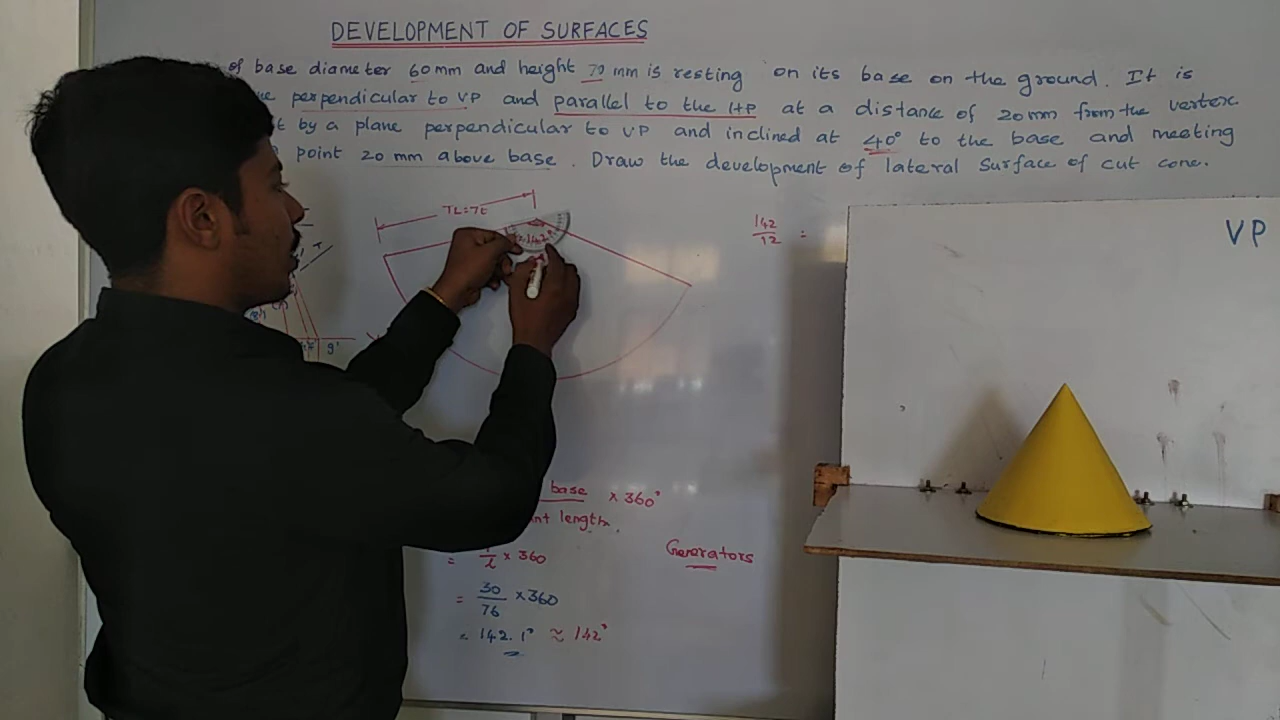 DEVELOPMENT OF SURFACES
of base diameter 60mm and height 70 mm is resting on its base on the ground. It is
perpendicular to VP and parallel to the HP at a distance of 20 mm from the vertex.
by a plane perpendicular to VP and inclined at 40° to the base and meeting
point 20 mm above base. Draw the development of lateral surface of cut cone.
TL=76
142
12 =
VP
base × 360°
length.
= × 360
Generators
= 30
76 ×360
= 142.1° ≈ 142°